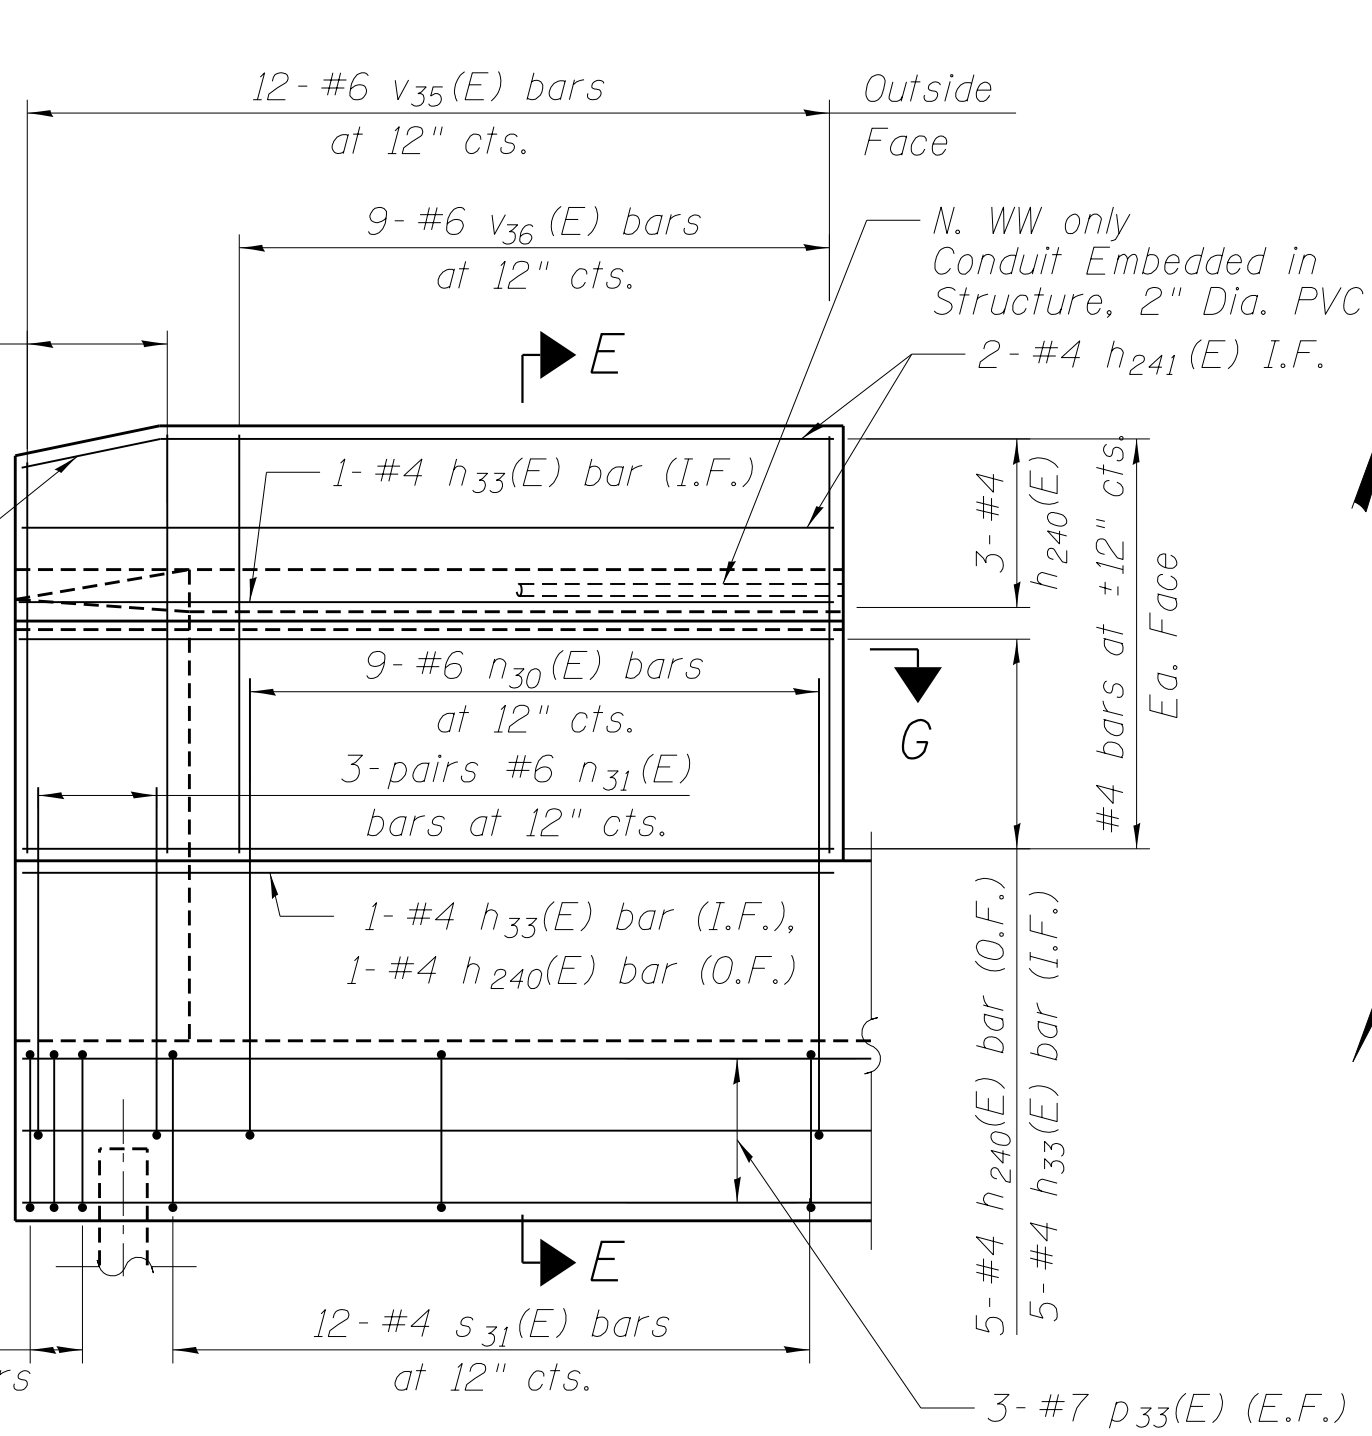 12-#6 v35(E) bars
at 12" cts.
Outside
Face
9-#6 v36(E) bars
at 12" cts.
N. WW only
Conduit Embedded in
Structure, 2" Dia. PVC
E
2-#4 h241(E) I.F.
1-#4 h33(E) bar (I.F.)
3-#4
h240(E)
#4 bars at ±12" cts.
Ea. Face
9-#6 n30(E) bars
at 12" cts.
G
3-pairs #6 n31(E)
bars at 12" cts.
1-#4 h33(E) bar (I.F.),
1-#4 h240(E) bar (O.F.)
5-#4 h240(E) bar (O.F.)
5-#4 h33(E) bar (I.F.)
E
12-#4 s31(E) bars
at 12" cts.
rs
3-#7 p33(E) (E.F.)